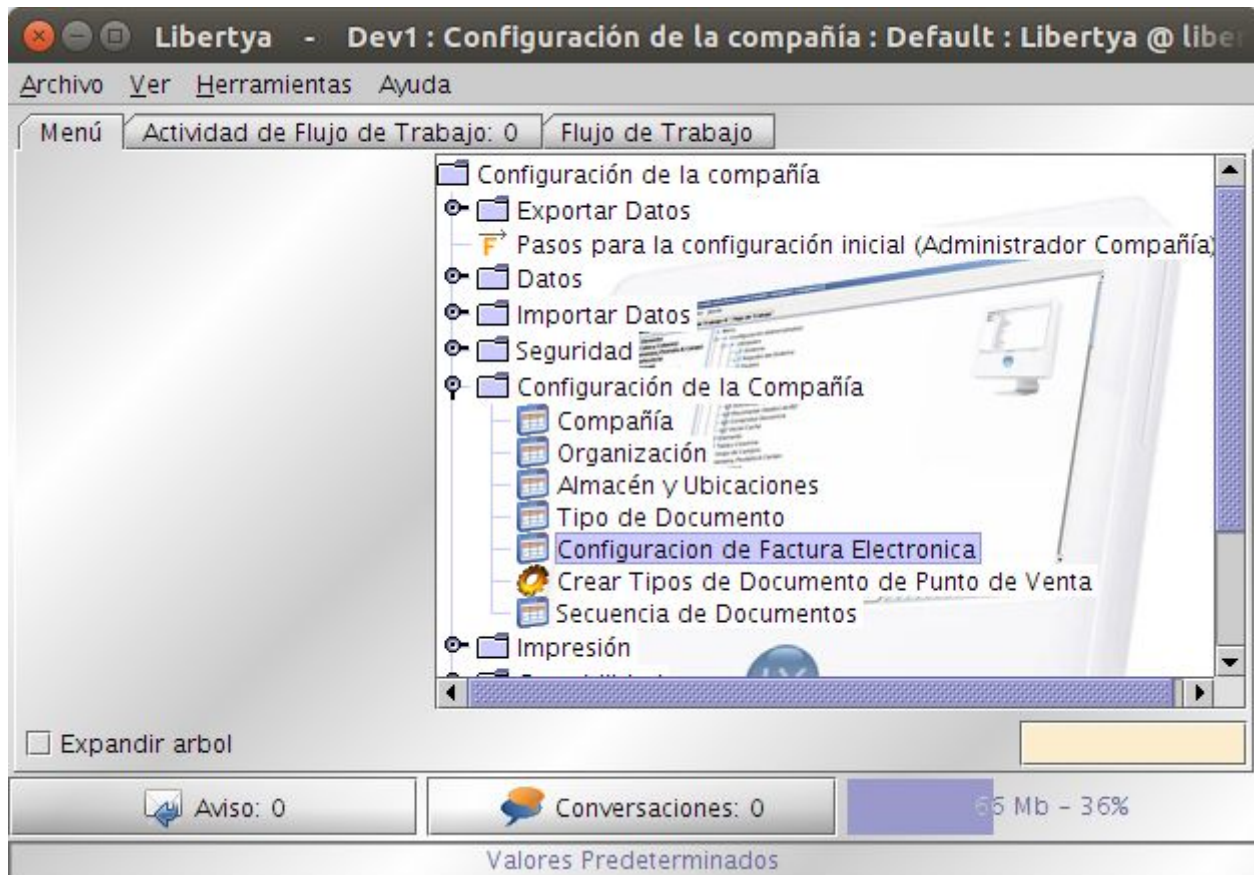 Libertya - Dev1 : Configuración de la compañía : Default : Libertya @ liber
Archivo Ver Herramientas Ayuda
Menú Actividad de Flujo de Trabajo: 0 Flujo de Trabajo
Configuración de la compañía
Exportar Datos
Pasos para la configuración inicial (Administrador Compañía)
Datos
Importar Datos
Seguridad
Configuración de la Compañía
Compañía
Organización
Almacén y Ubicaciones
Tipo de Documento
Configuracion de Factura Electronica
Crear Tipos de Documento de Punto de Venta
Secuencia de Documentos
Impresión
Expandir arbol
Aviso: 0 Conversaciones: 0 66 Mb – 36%
Valores Predeterminados